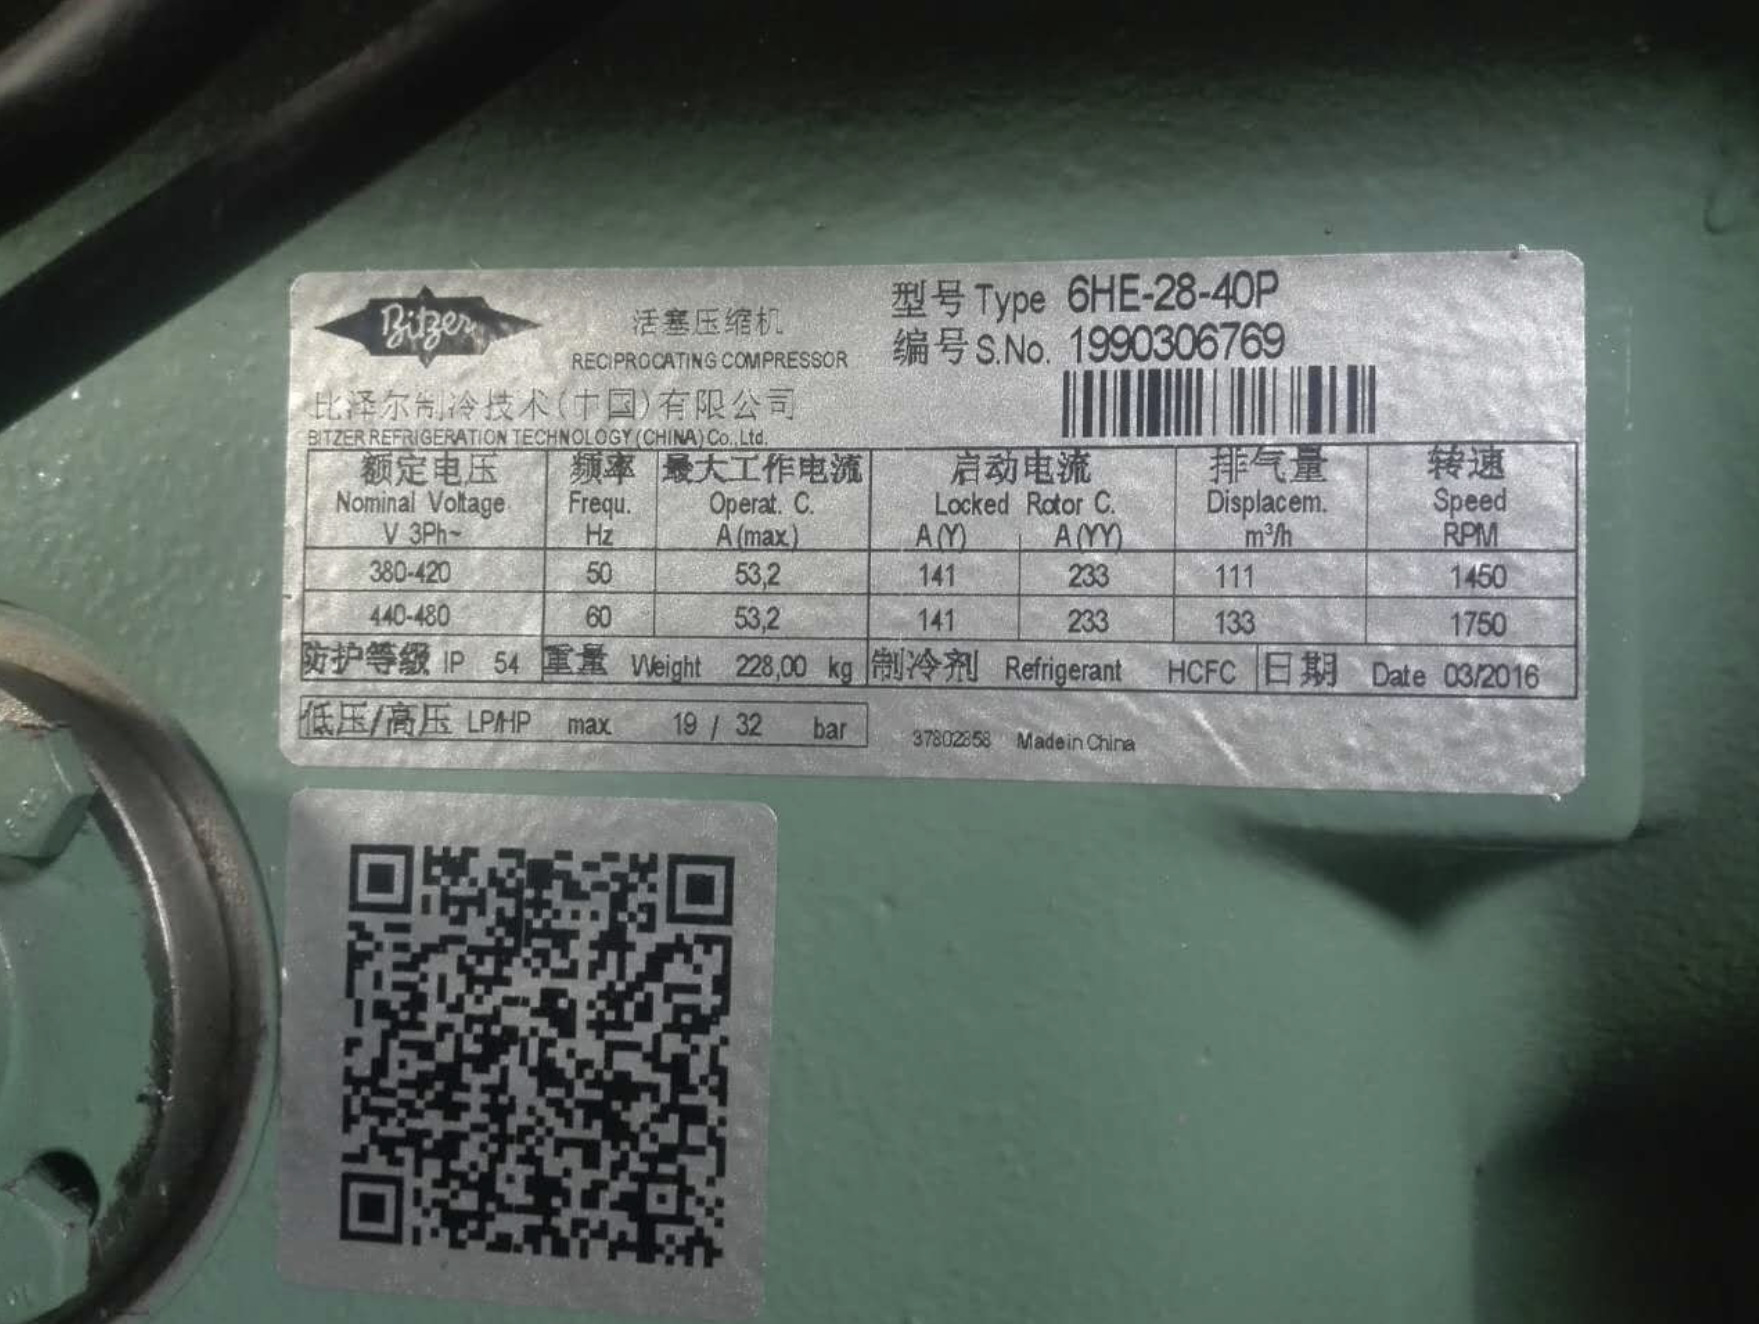 Bitzer
活塞压缩机
RECIPROCATING COMPRESSOR
型号 Type 6HE-28-40P
编号 S.No. 1990306769
比泽尔制冷技术(中国)有限公司
BITZER REFRIGERATION TECHNOLOGY (CHINA) Co., Ltd.
额定电压 频率 最大工作电流 启动电流 排气量 转速
Nominal Voltage Frequ. Operat. C. Locked Rotor C. Displacem. Speed
V 3Ph~ Hz A (max.) A (Y) A (YY) m³/h RPM
380-420 50 53,2 141 233 111 1450
440-480 60 53,2 141 233 133 1750
防护等级 IP 54 重量 Weight 228,00 kg 制冷剂 Refrigerant HCFC 日期 Date 03/2016
低压/高压 LP/HP max. 19 / 32 bar
37802858 Made in China